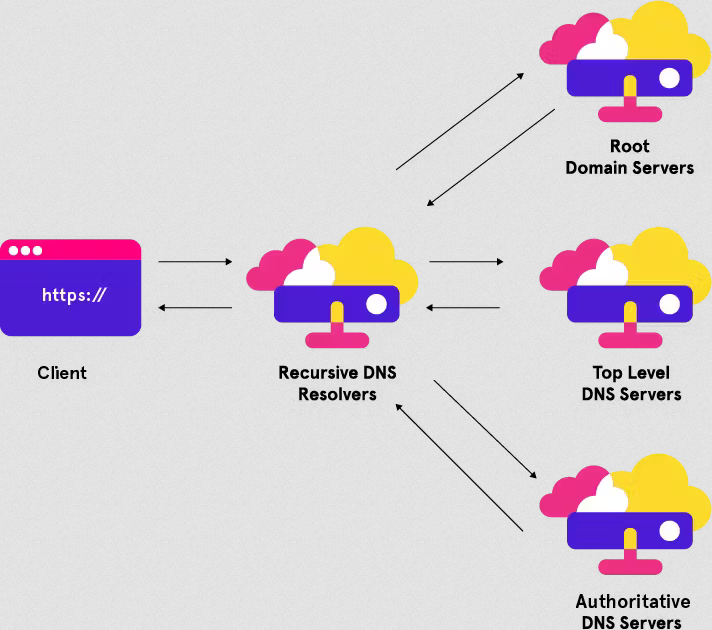 Root
Domain Servers
https://
Client
Recursive DNS
Resolvers
Top Level
DNS Servers
Authoritative
DNS Servers